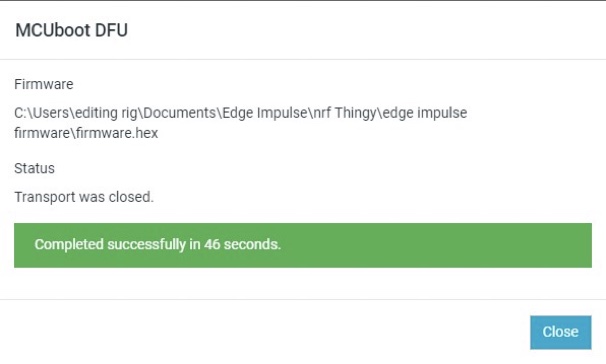 MCUboot DFU
Firmware
C:\Users\editing rig\Documents\Edge Impulse\nrf Thingy\edge impulse
firmware\firmware.hex
Status
Transport was closed.
Completed successfully in 46 seconds.
Close